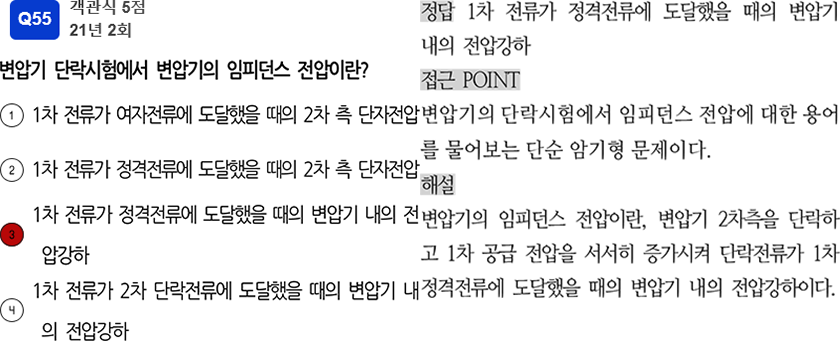 Q55
객관식 5점
21년 2회
변압기 단락시험에서 변압기의 임피던스 전압이란?
1 1차 전류가 여자전류에 도달했을 때의 2차 측 단자전압
2 1차 전류가 정격전류에 도달했을 때의 2차 측 단자전압
3 1차 전류가 정격전류에 도달했을 때의 변압기 내의 전
압강하
4 1차 전류가 2차 단락전류에 도달했을 때의 변압기 내
의 전압강하
정답 1차 전류가 정격전류에 도달했을 때의 변압기
내의 전압강하
접근 POINT
변압기의 단락시험에서 임피던스 전압에 대한 용어
를 물어보는 단순 암기형 문제이다.
해설
변압기의 임피던스 전압이란, 변압기 2차측을 단락하
고 1차 공급 전압을 서서히 증가시켜 단락전류가 1차
정격전류에 도달했을 때의 변압기 내의 전압강하이다.